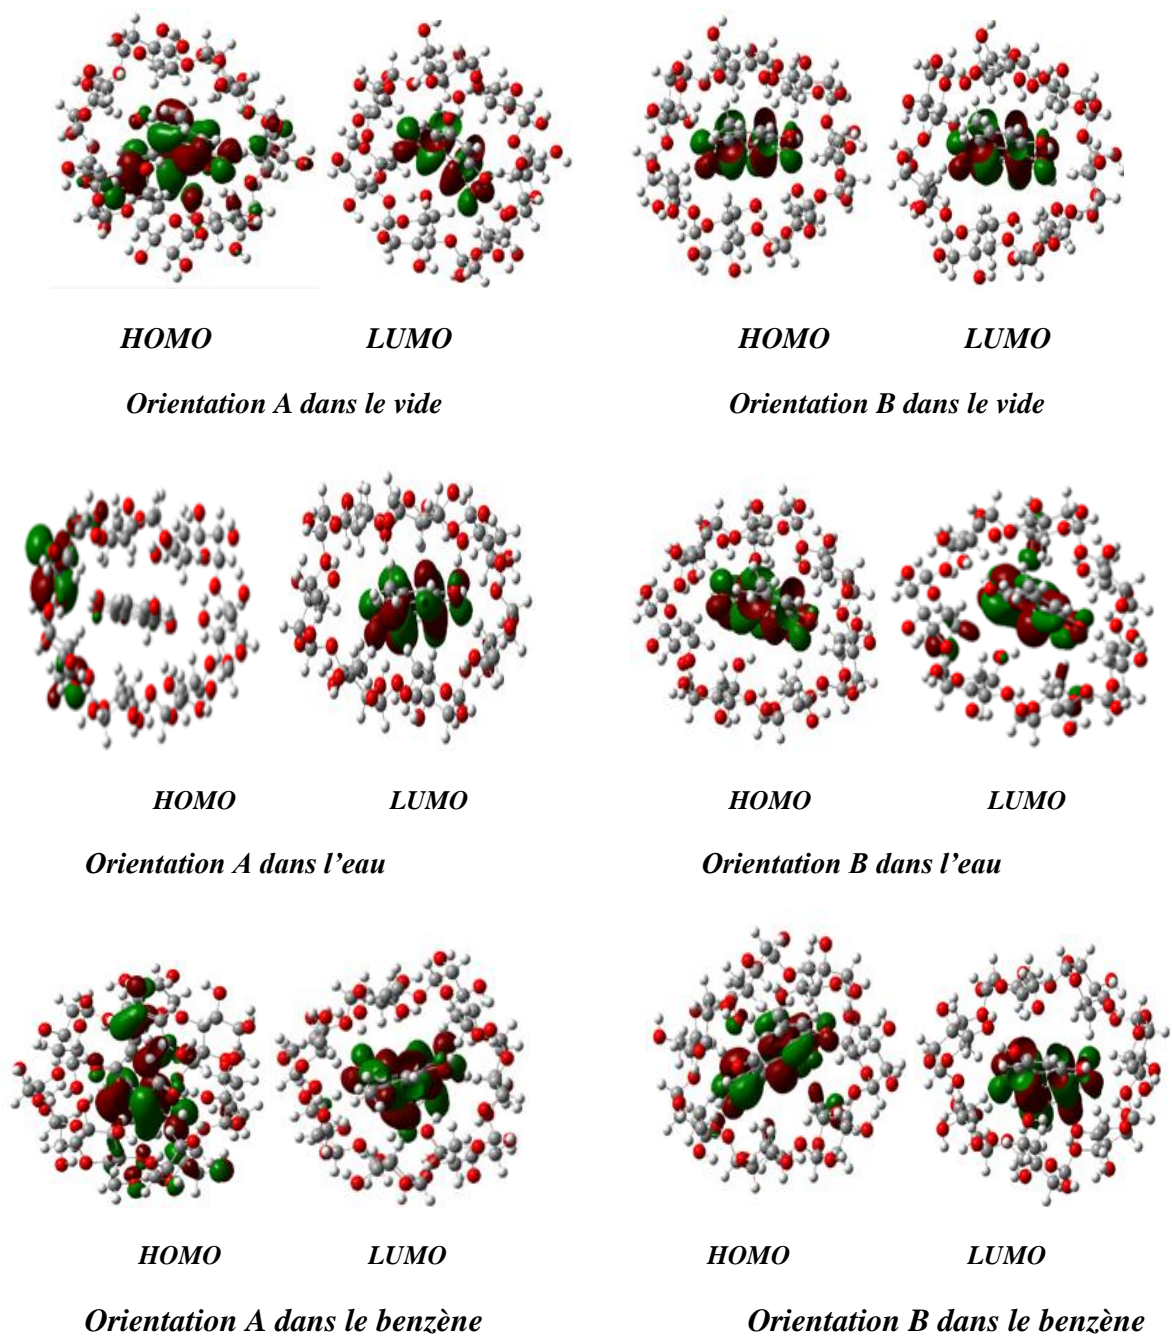 HOMO LUMO HOMO LUMO
Orientation A dans le vide Orientation B dans le vide
HOMO LUMO HOMO LUMO
Orientation A dans l’eau Orientation B dans l’eau
HOMO LUMO HOMO LUMO
Orientation A dans le benzène Orientation B dans le benzène